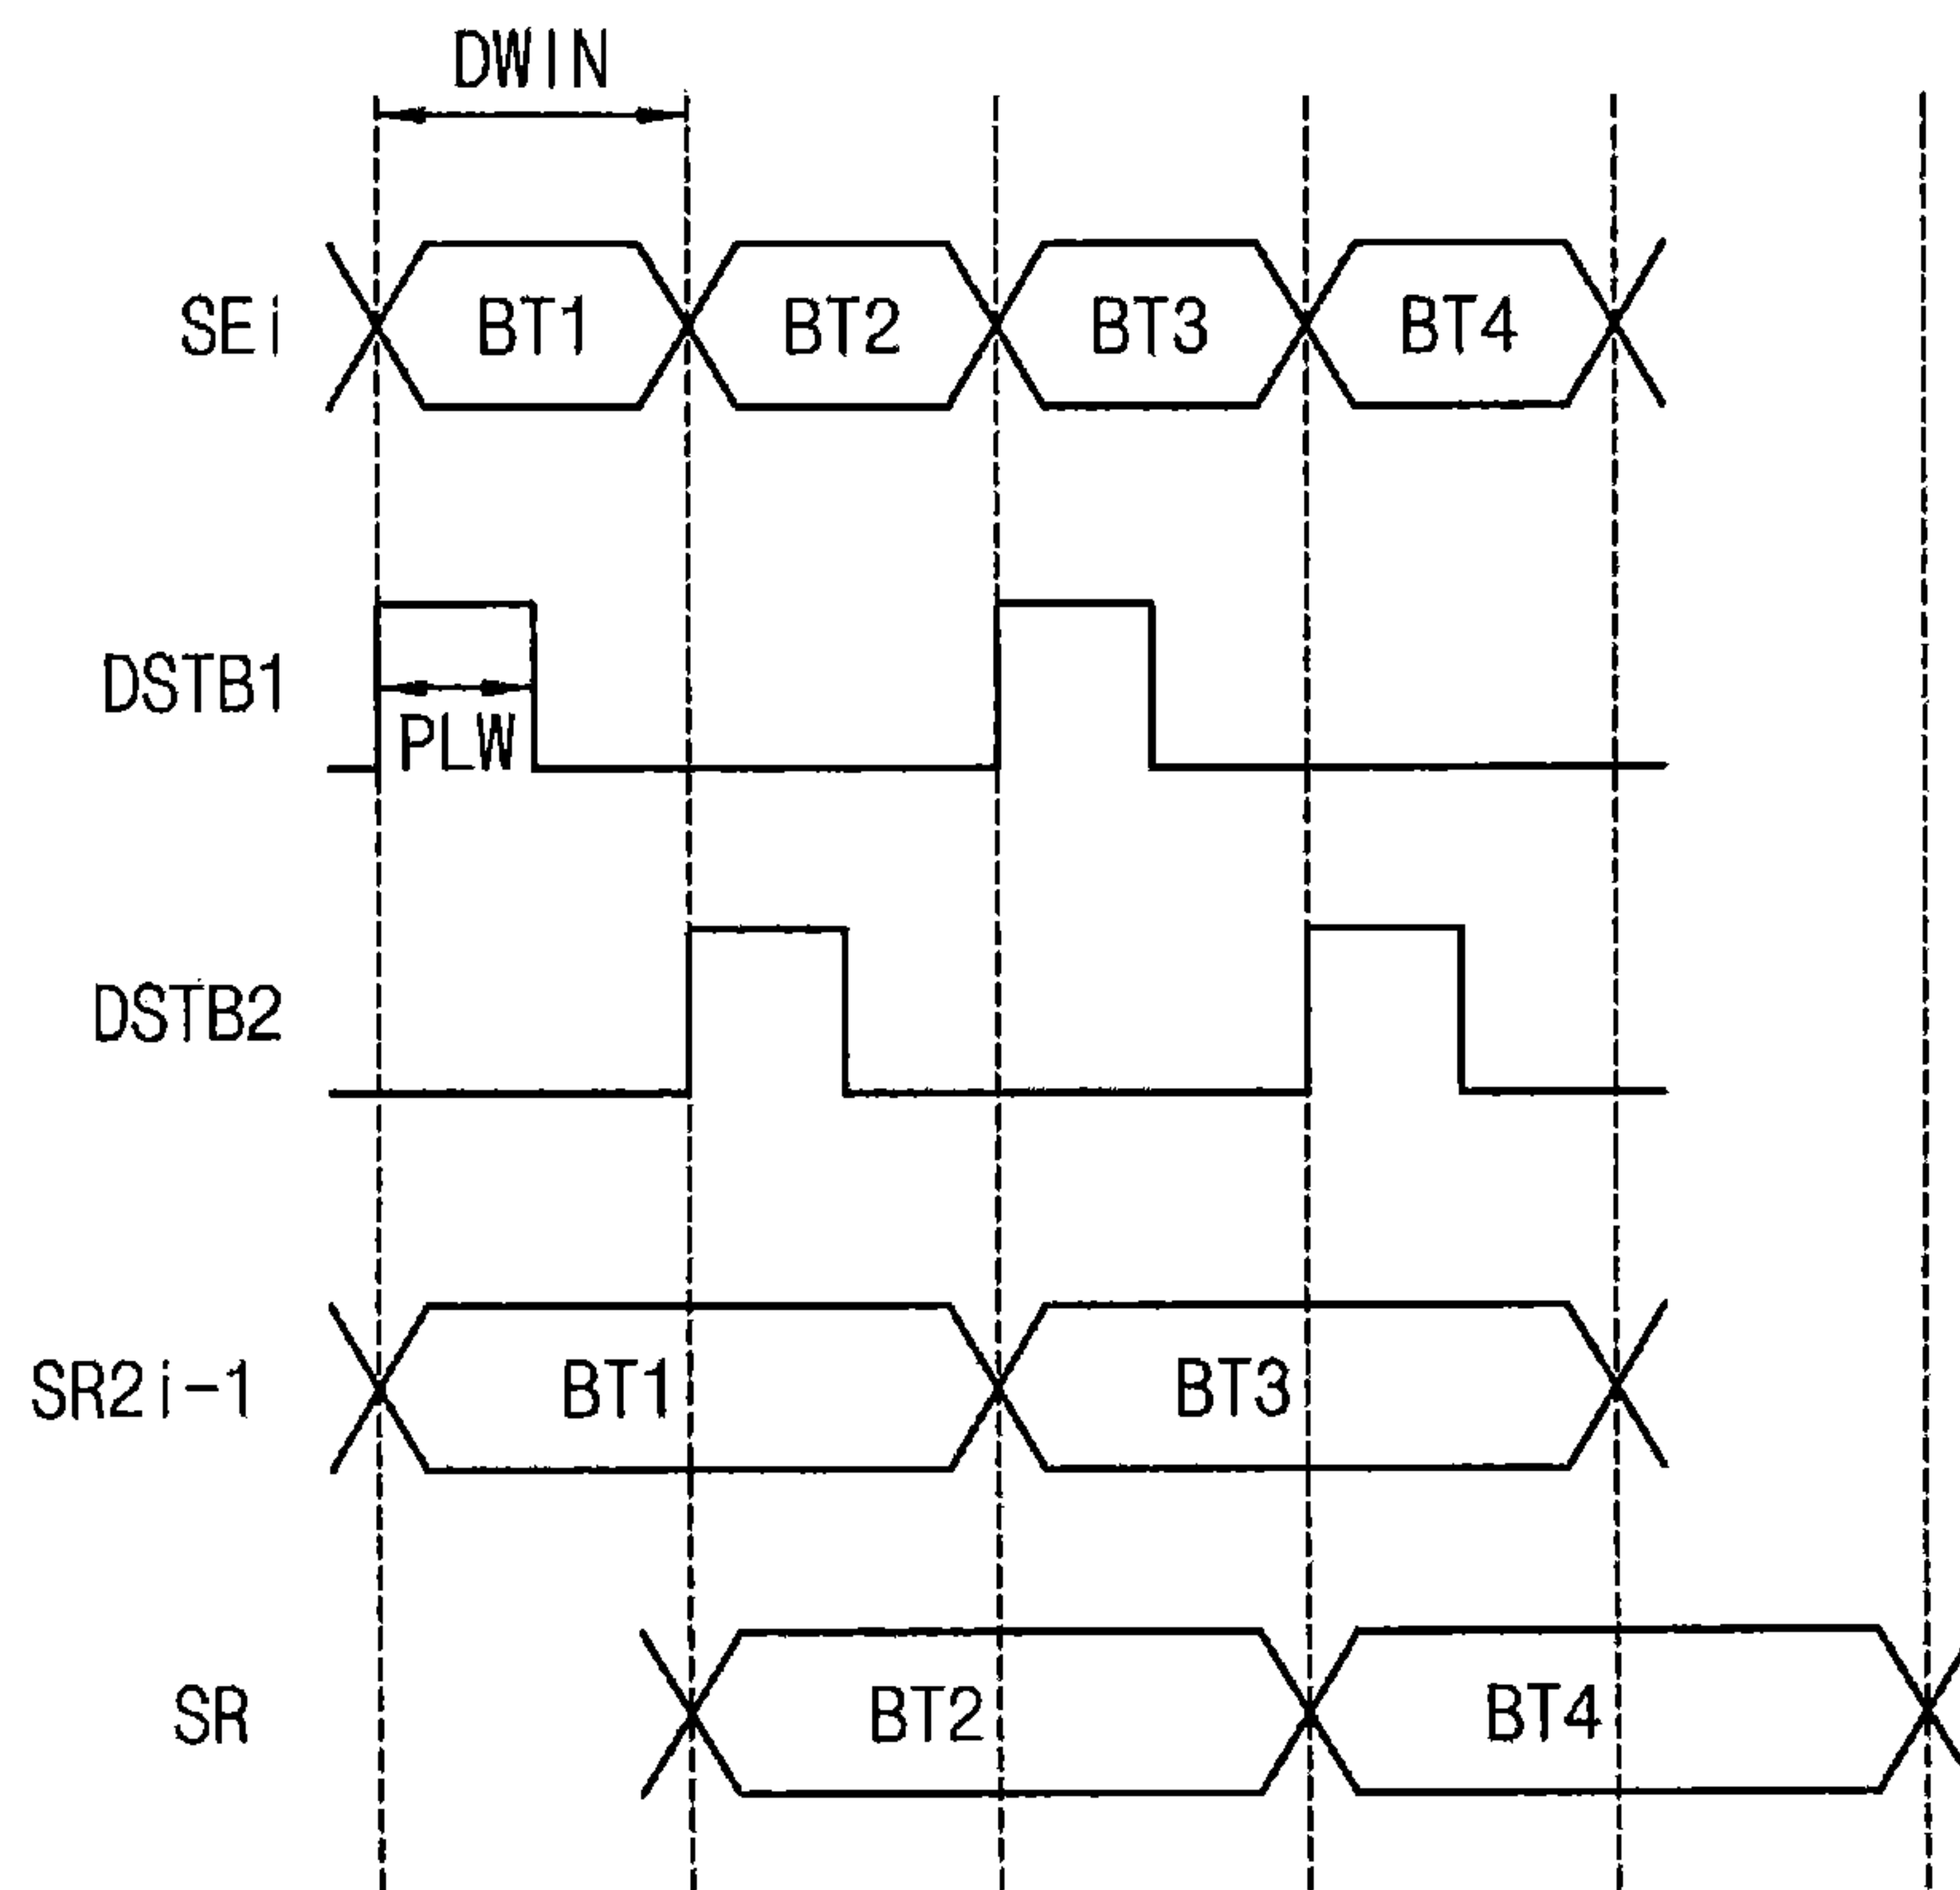 DWIN
SEi BT1 BT2 BT3 BT4
DSTB1
PLW
DSTB2
SR2i-1 BT1 BT3
SR BT2 BT4